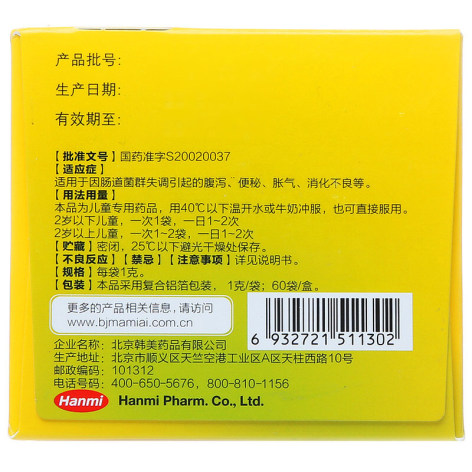 产品批号:
生产日期:
有效期至:
【批准文号】国药准字S20020037
【适应症】
适用于因肠道菌群失调引起的腹泻、便秘、胀气、消化不良等。
【用法用量】
本品为儿童专用药品，用40℃以下温开水或牛奶冲服，也可直接服用。
2岁以下儿童，一次1袋，一日1~2次
2岁以上儿童，一次1~2袋，一日1~2次
【贮藏】密闭，25℃以下避光干燥处保存。
【不良反应】【禁忌】【注意事项】详见说明书。
【规格】每袋1克。
【包装】本品采用复合铝箔包装， 1克/袋; 60袋/盒。
更多的产品相关信息，请访问
www.bjmamiai.com.cn
6 932721 511302
企业名称: 北京韩美药品有限公司
生产地址: 北京市顺义区天竺空港工业区A区天柱西路10号
邮政编码: 101312
电话号码: 400-650-5676, 800-810-1156
Hanmi Hanmi Pharm. Co., Ltd.